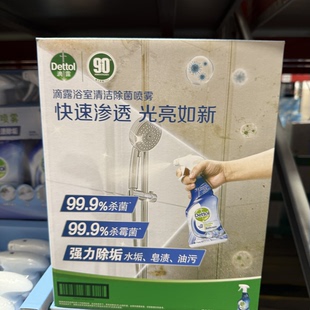 Dettol
滴露
90
滴露浴室清洁除菌喷雾
快速渗透 光亮如新
99.9%杀菌
99.9%杀霉菌
强力除垢 水垢、皂渍、油污
Dettol